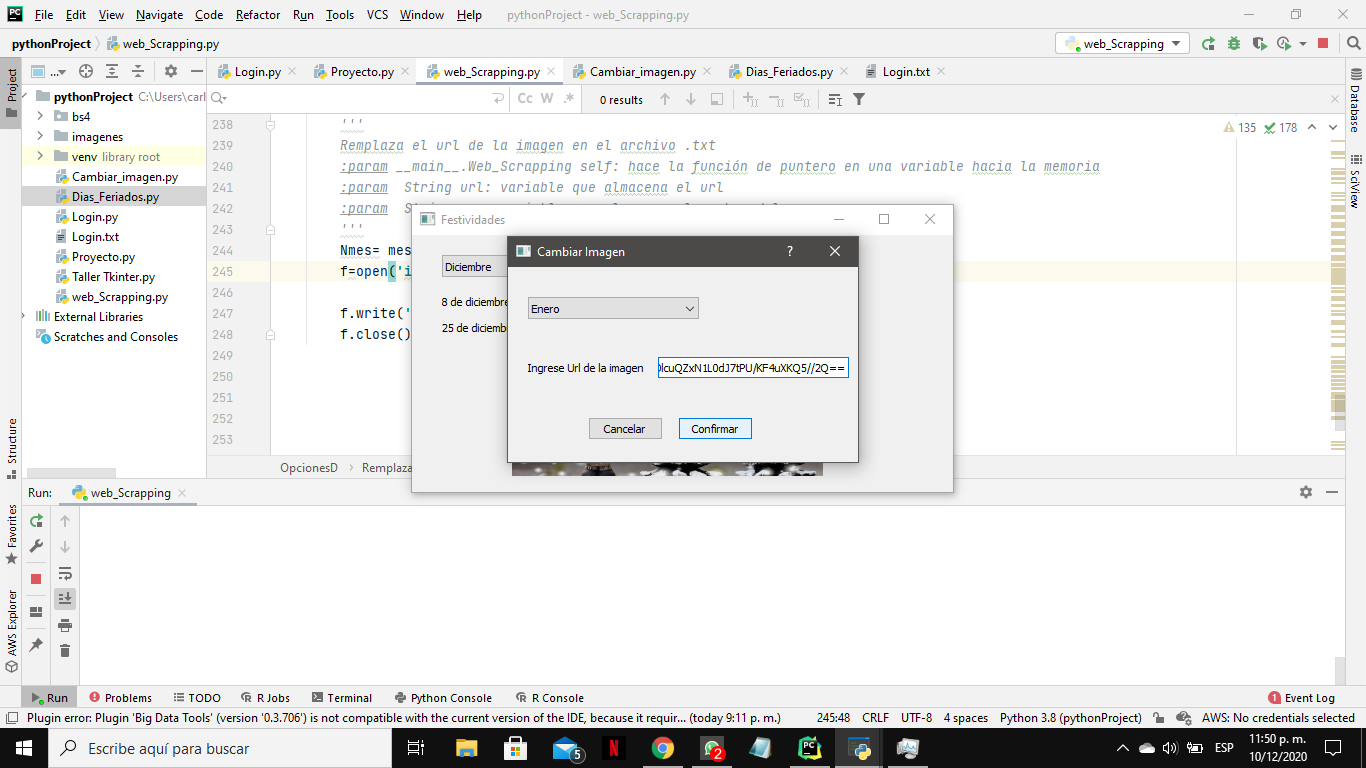 File Edit View Navigate Code Refactor Run Tools VCS Window Help pythonProject - web_Scrapping.py
pythonProject web_Scrapping.py web_Scrapping
Project
... Login.py Proyecto.py web_Scrapping.py Cambiar_imagen.py Dias_Feriados.py Login.txt
pythonProject C:\Users\carl
Cc W .* 0 results
bs4
imagenes
venv library root
Cambiar_imagen.py
Dias_Feriados.py
Login.py
Login.txt
Proyecto.py
Taller Tkinter.py
web_Scrapping.py
External Libraries
Scratches and Consoles
135 178
238 '''
239 Remplaza el url de la imagen en el archivo .txt
240 :param __main__.Web_Scrapping self: hace la función de puntero en una variable hacia la memoria
241 :param String url: variable que almacena el url
242 :param
243 '''
244 Nmes= mes
245 f=open('i
246
247 f.write('
248 f.close()
249
250
251
252
253
OpcionesD Remplaza
Festividades
Diciembre
8 de diciembre
25 de diciemb
Cambiar Imagen ?
Enero
Ingrese Url de la imagen lcuQZxN1L0dJ7tPU/KF4uXKQ5//2Q==
Cancelar Confirmar
Database
SciView
Structure
Favorites
AWS Explorer
Run: web_Scrapping
Run Problems TODO R Jobs Terminal Python Console R Console 1 Event Log
Plugin error: Plugin 'Big Data Tools' (version '0.3.706') is not compatible with the current version of the IDE, because it requir... (today 9:11 p. m.) 245:48 CRLF UTF-8 4 spaces Python 3.8 (pythonProject) AWS: No credentials selected
Escribe aquí para buscar 5 N 2 PC ESP 11:50 p. m.
10/12/2020